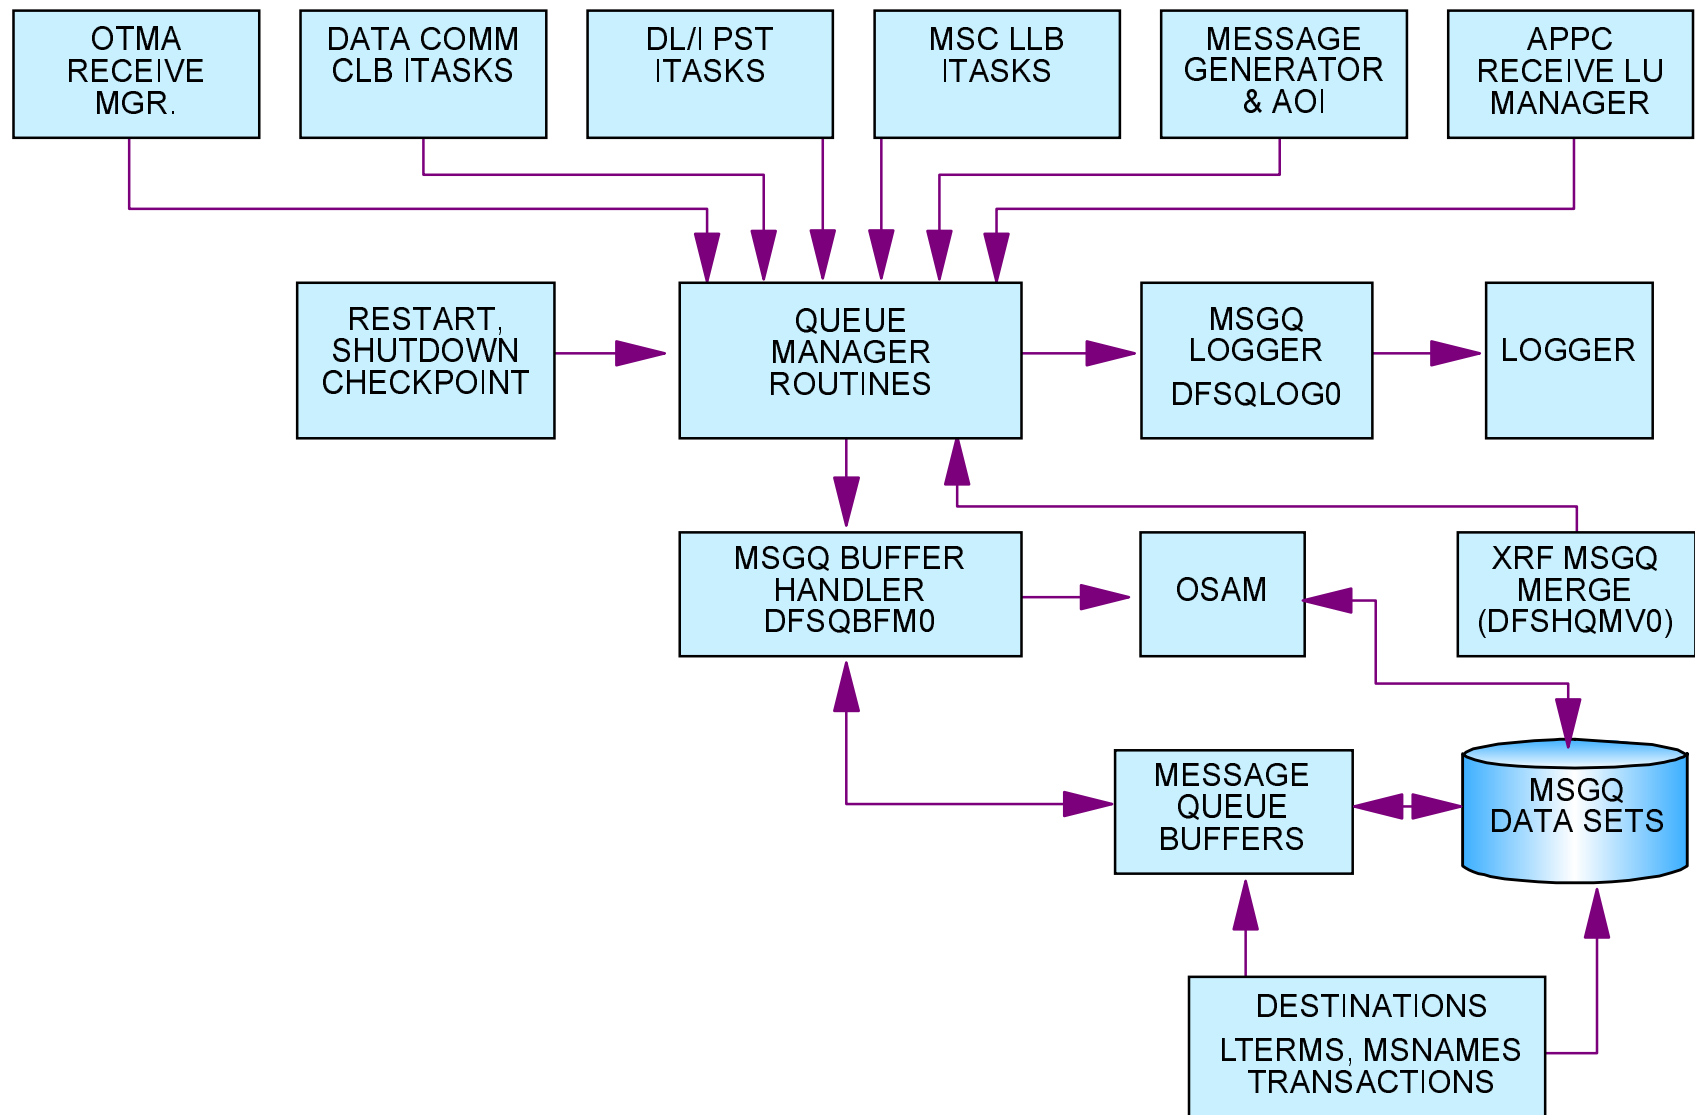 OTMA
RECEIVE
MGR.
DATA COMM
CLB ITASKS
DL/I PST
ITASKS
MSC LLB
ITASKS
MESSAGE
GENERATOR
& AOI
APPC
RECEIVE LU
MANAGER
RESTART,
SHUTDOWN
CHECKPOINT
QUEUE
MANAGER
ROUTINES
MSGQ
LOGGER
DFSQLOG0
LOGGER
MSGQ BUFFER
HANDLER
DFSQBFM0
OSAM
XRF MSGQ
MERGE
(DFSHQMV0)
MESSAGE
QUEUE
BUFFERS
MSGQ
DATA SETS
DESTINATIONS
LTERMS, MSNAMES
TRANSACTIONS